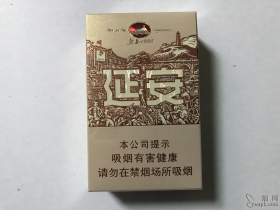 延安
本公司提示
吸烟有害健康
请勿在禁烟场所吸烟